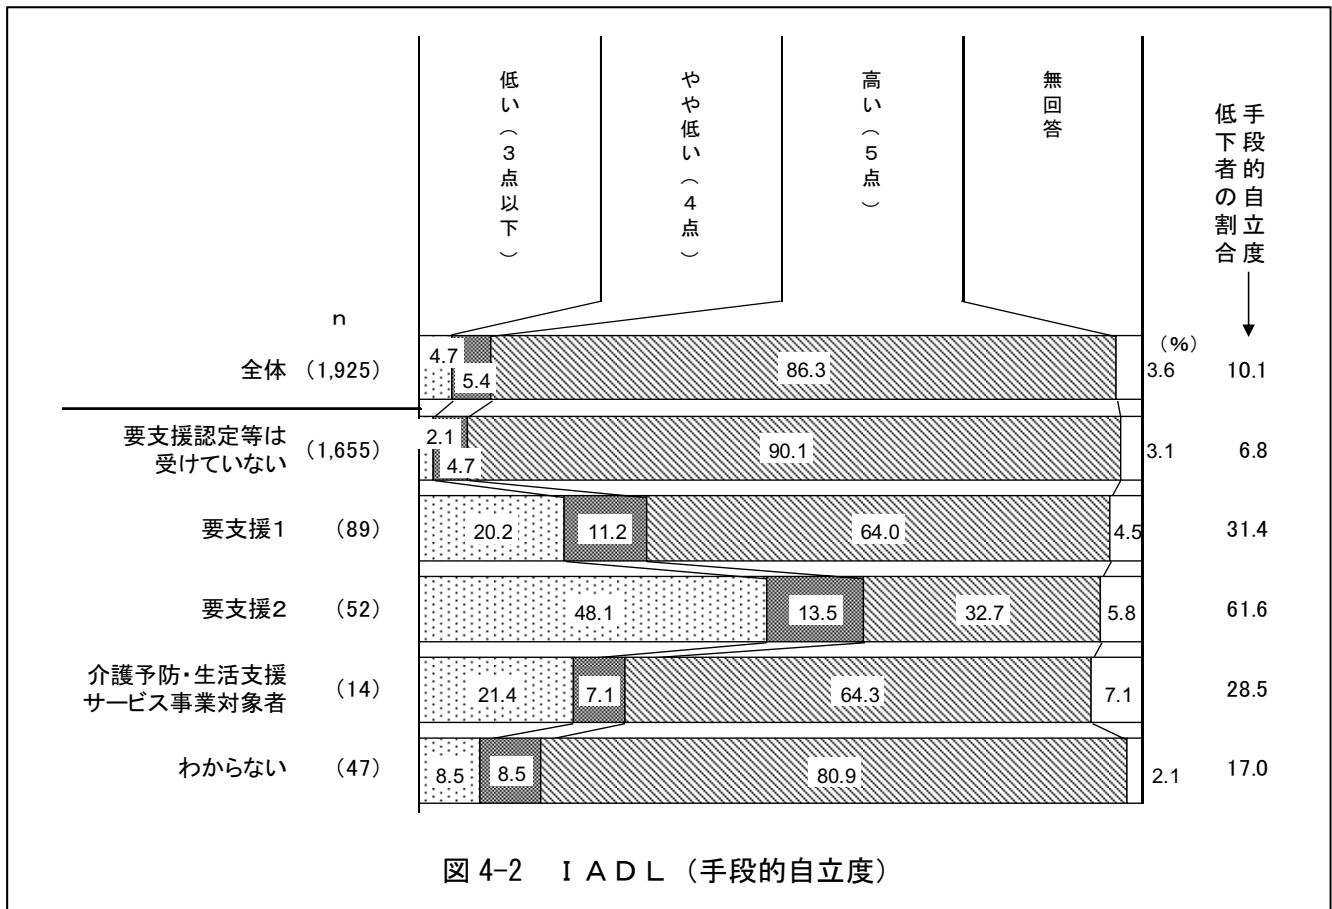 低い（３点以下）
やや低い（４点）
高い（５点）
無回答
手段的自立度
低下者の割合
ｎ
（％）
全体 （1,925） 4.7 5.4 86.3 3.6 10.1
要支援認定等は
受けていない （1,655） 2.1 4.7 90.1 3.1 6.8
要支援１ （89） 20.2 11.2 64.0 4.5 31.4
要支援２ （52） 48.1 13.5 32.7 5.8 61.6
介護予防・生活支援
サービス事業対象者 （14） 21.4 7.1 64.3 7.1 28.5
わからない （47） 8.5 8.5 80.9 2.1 17.0
図 4-2 ＩＡＤＬ（手段的自立度）